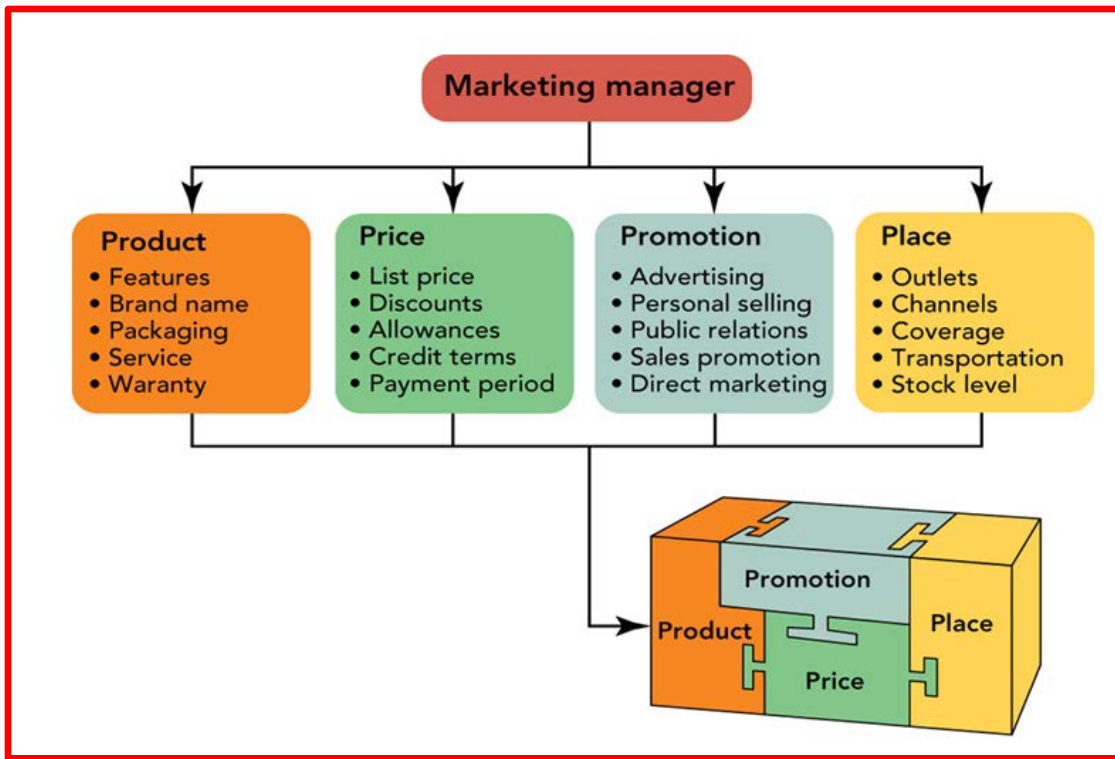 Marketing manager
Product
• Features
• Brand name
• Packaging
• Service
• Waranty
Price
• List price
• Discounts
• Allowances
• Credit terms
• Payment period
Promotion
• Advertising
• Personal selling
• Public relations
• Sales promotion
• Direct marketing
Place
• Outlets
• Channels
• Coverage
• Transportation
• Stock level
Promotion
Product
Place
Price